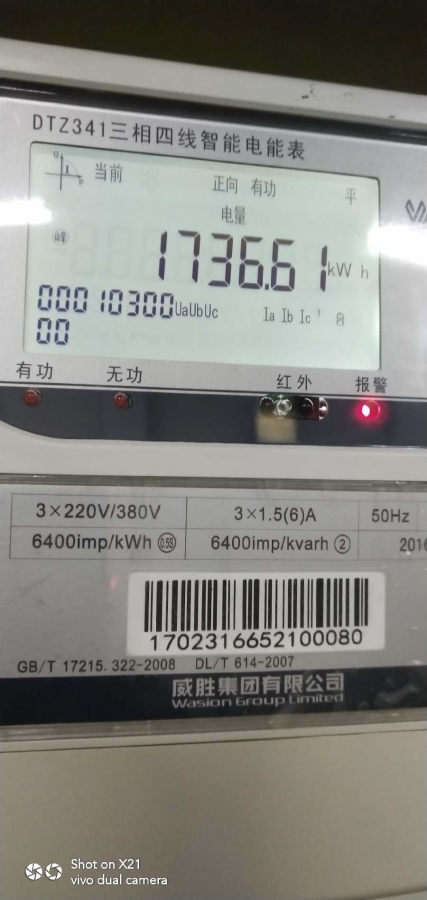 DTZ341三相四线智能电能表
当前 正向 有功 平
电量
峰 1736.61 kW h
00010300 UaUbUc Ia Ib Ic
00
有功 无功 红外 报警
3×220V/380V 3×1.5(6)A 50Hz
6400imp/kWh 0.5S 6400imp/kvarh ② 2016
1702316652100080
GB/T 17215.322-2008 DL/T 614-2007
威胜集团有限公司
Wasion Group Limited
Shot on X21
vivo dual camera